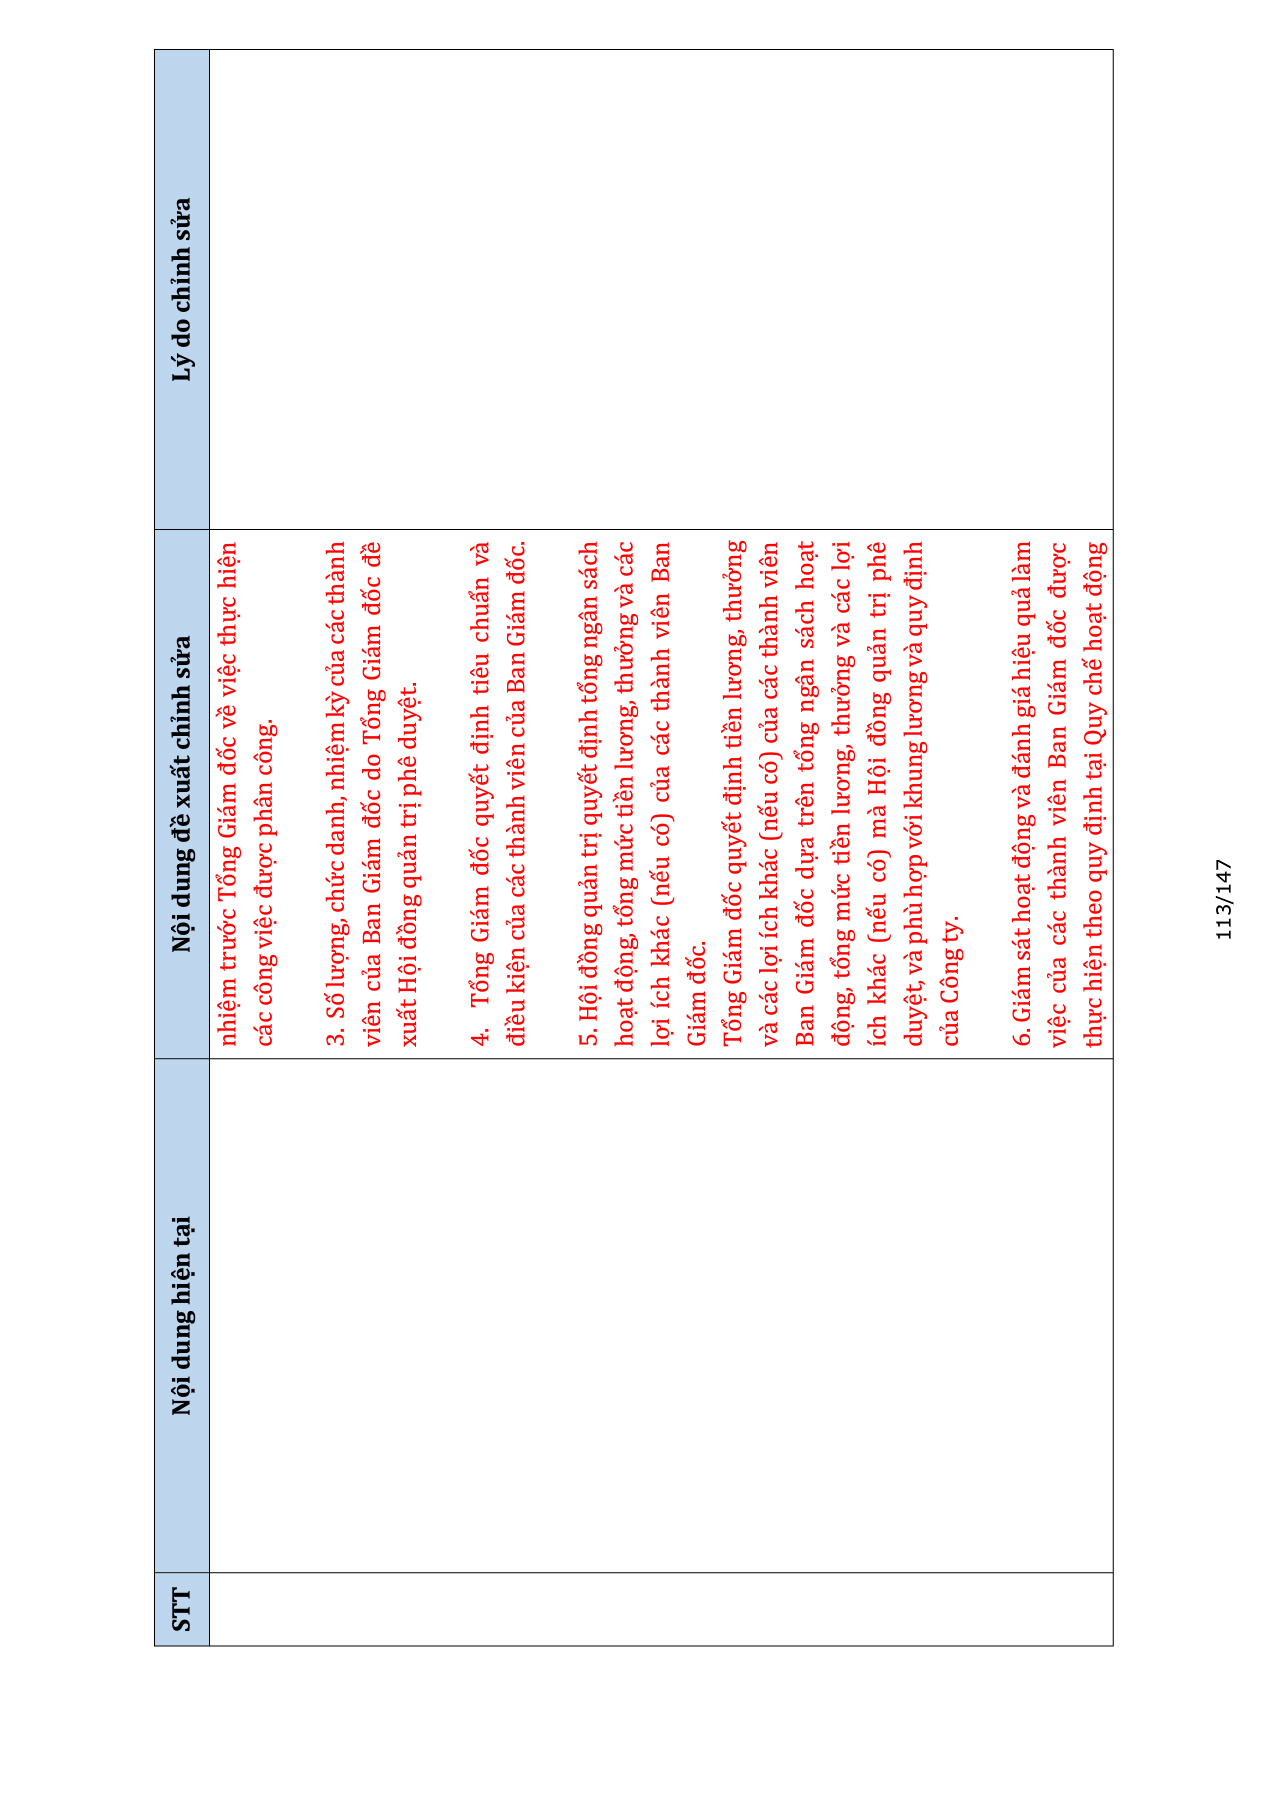 STT
Nội dung hiện tại
Nội dung đề xuất chỉnh sửa
Lý do chỉnh sửa
nhiệm trước Tổng Giám đốc về việc thực hiện
các công việc được phân công.
3. Số lượng, chức danh, nhiệm kỳ của các thành
viên của Ban Giám đốc do Tổng Giám đốc đề
xuất Hội đồng quản trị phê duyệt.
4. Tổng Giám đốc quyết định tiêu chuẩn và
điều kiện của các thành viên của Ban Giám đốc.
5. Hội đồng quản trị quyết định tổng ngân sách
hoạt động, tổng mức tiền lương, thưởng và các
lợi ích khác (nếu có) của các thành viên Ban
Giám đốc.
Tổng Giám đốc quyết định tiền lương, thưởng
và các lợi ích khác (nếu có) của các thành viên
Ban Giám đốc dựa trên tổng ngân sách hoạt
động, tổng mức tiền lương, thưởng và các lợi
ích khác (nếu có) mà Hội đồng quản trị phê
duyệt, và phù hợp với khung lương và quy định
của Công ty.
6. Giám sát hoạt động và đánh giá hiệu quả làm
việc của các thành viên Ban Giám đốc được
thực hiện theo quy định tại Quy chế hoạt động
113/147